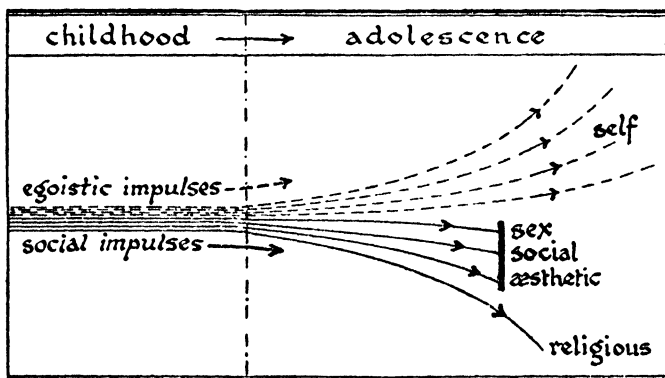 childhood adolescence
self
egoistic impulses
social impulses
sex
social
æsthetic
religious